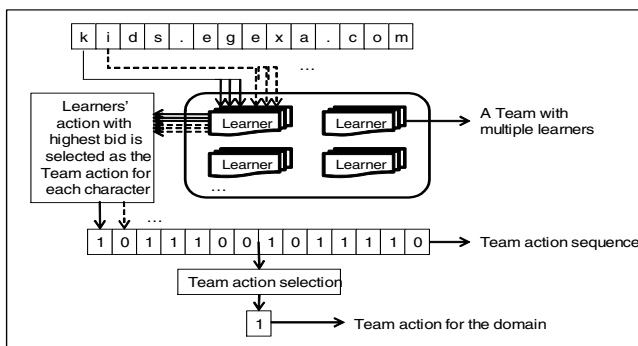 k i d s . e g e x a . c o m
...
Learners'
action with
highest bid is
selected as the
Team action for
each character
Learner
Learner
Learner
Learner
...
A Team with
multiple learners
...
1 0 1 1 1 0 0 1 0 1 1 1 1 0
Team action sequence
Team action selection
1
Team action for the domain